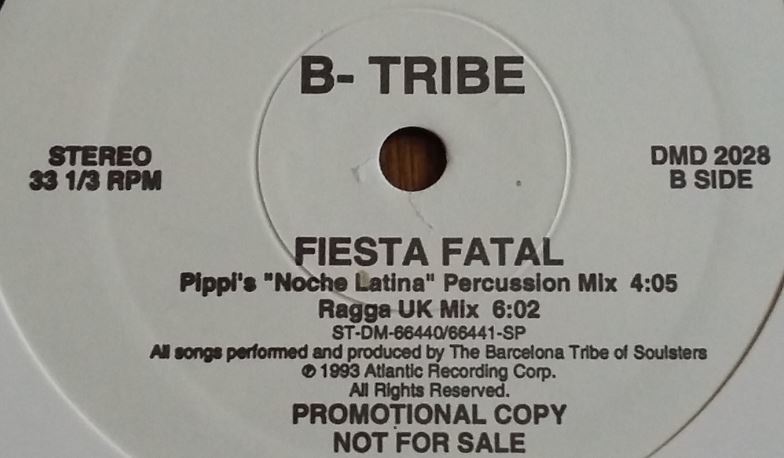 B- TRIBE
STEREO
33 1/3 RPM
DMD 2028
B SIDE
FIESTA FATAL
Pippi's "Noche Latina" Percussion Mix 4:05
Ragga UK Mix 6:02
ST-DM-66440/66441-SP
All songs performed and produced by The Barcelona Tribe of Soulsters
℗ 1993 Atlantic Recording Corp.
All Rights Reserved.
PROMOTIONAL COPY
NOT FOR SALE